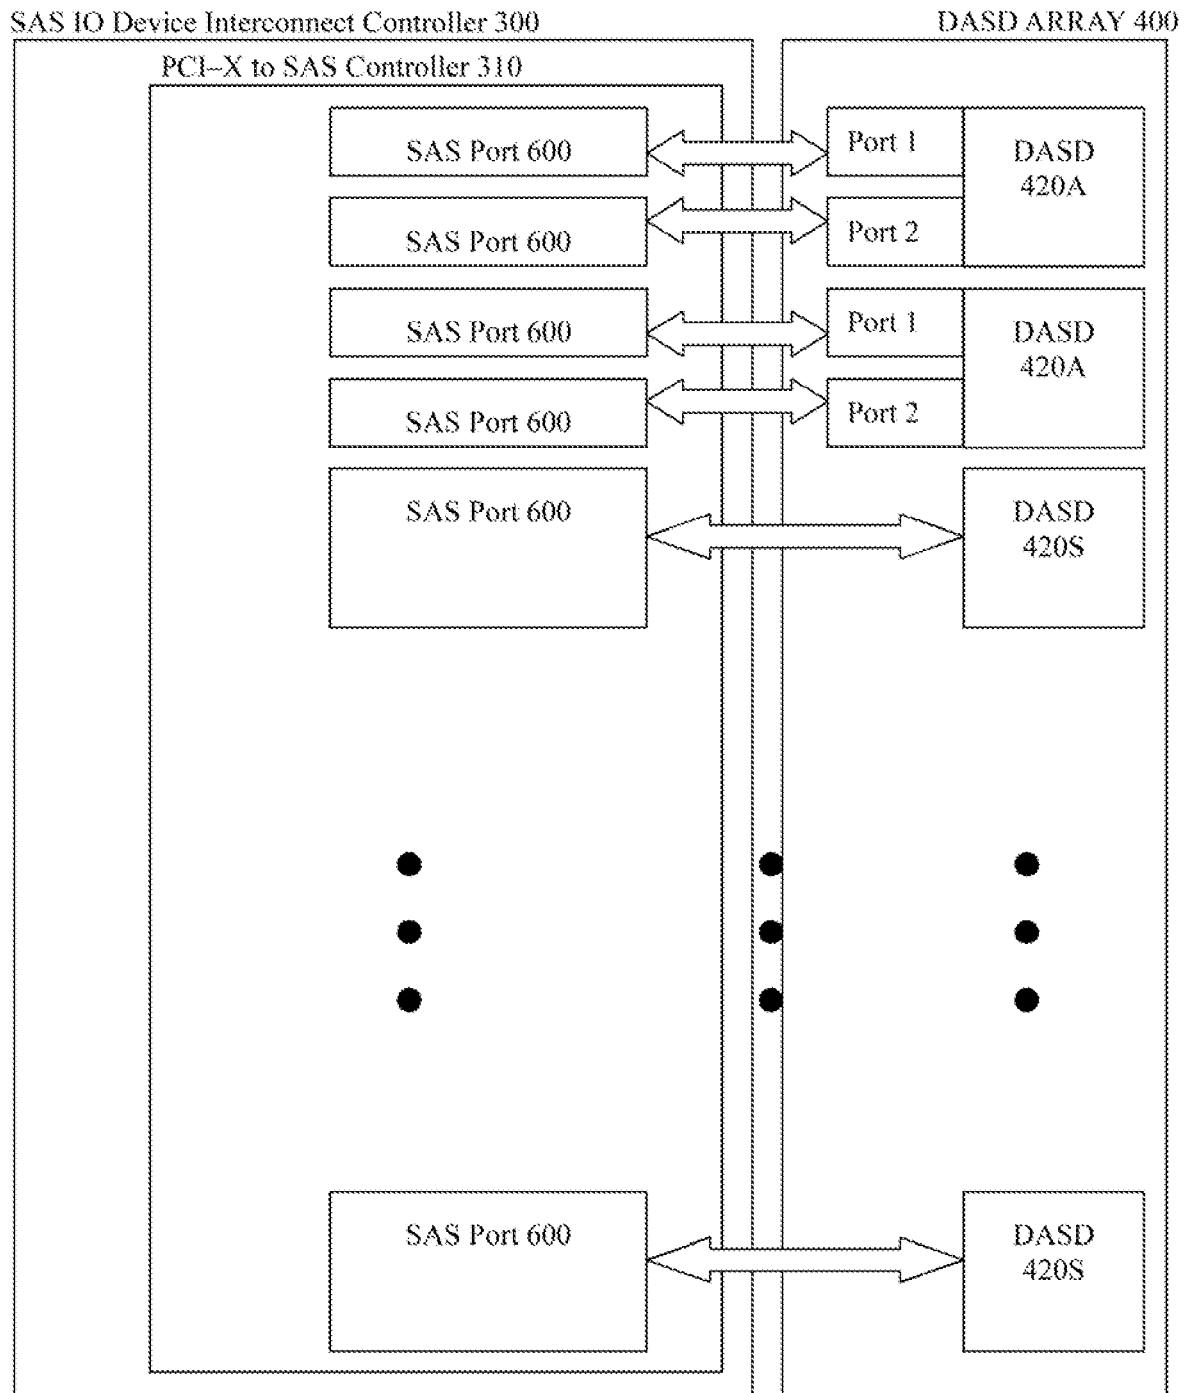 SAS IO Device Interconnect Controller 300
DASD ARRAY 400
PCI-X to SAS Controller 310
SAS Port 600
Port 1
DASD
420A
SAS Port 600
Port 2
SAS Port 600
Port 1
DASD
420A
SAS Port 600
Port 2
SAS Port 600
DASD
420S
SAS Port 600
DASD
420S